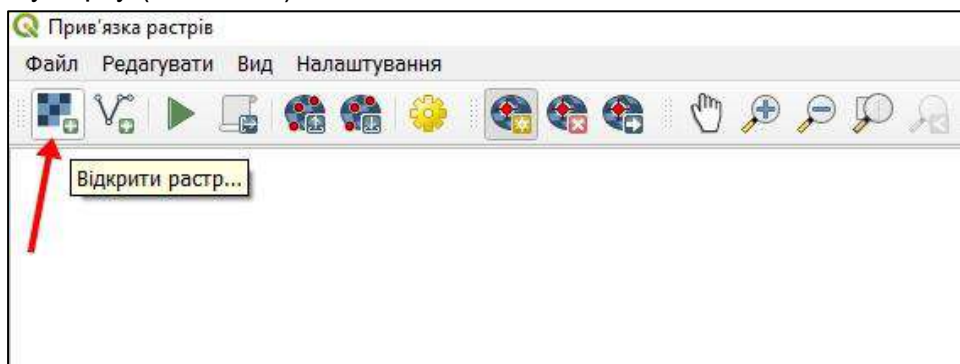 Прив'язка растрів
Файл Редагувати Вид Налаштування
Відкрити растр...